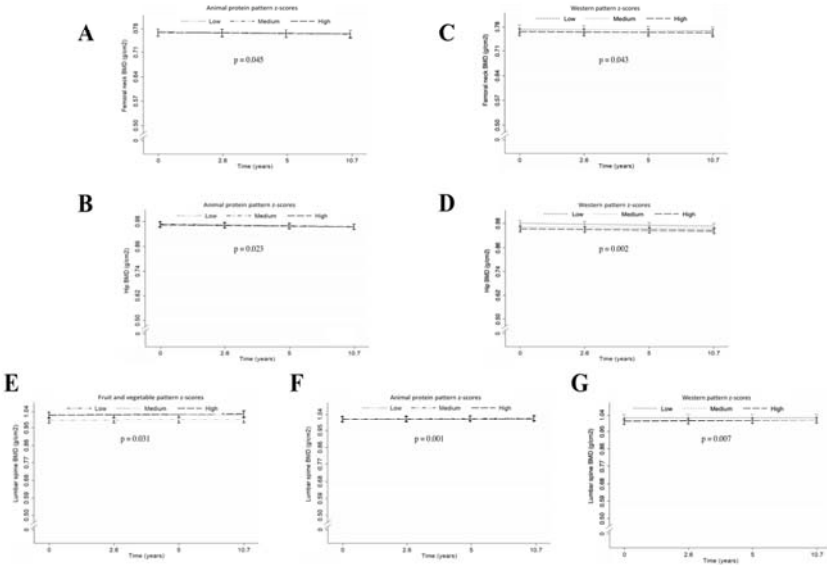 A
Animal protein pattern z-scores
Low Medium High
Femoral neck BMD (g/cm2)
0.78
0.71
0.64
0.57
0.50
0
p = 0.045
0 2.6 5 10.7
Time (years)
C
Western pattern z-scores
Low Medium High
Femoral neck BMD (g/cm2)
0.78
0.71
0.64
0.57
0.50
0
p = 0.043
0 2.6 5 10.7
Time (years)
B
Animal protein pattern z-scores
Low Medium High
Hip BMD (g/cm2)
0.98
0.86
0.74
0.62
0.50
0
p = 0.023
0 2.6 5 10.7
Time (years)
D
Western pattern z-scores
Low Medium High
Hip BMD (g/cm2)
0.98
0.86
0.74
0.62
0.50
0
p = 0.002
0 2.6 5 10.7
Time (years)
E
Fruit and vegetable pattern z-scores
Low Medium High
Lumbar spine BMD (g/cm2)
1.04
0.95
0.86
0.77
0.68
0.59
0.50
0
p = 0.031
0 2.6 5 10.7
Time (years)
F
Animal protein pattern z-scores
Low Medium High
Lumbar spine BMD (g/cm2)
1.04
0.95
0.86
0.77
0.68
0.59
0.50
0
p = 0.001
0 2.6 5 10.7
Time (years)
G
Western pattern z-scores
Low Medium High
Lumbar spine BMD (g/cm2)
1.04
0.95
0.86
0.77
0.68
0.59
0.50
0
p = 0.007
0 2.6 5 10.7
Time (years)